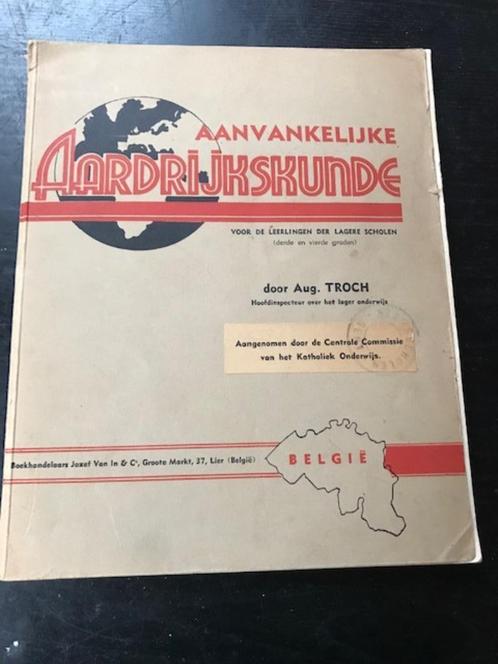 AANVANKELIJKE
AARDRIJKSKUNDE
VOOR DE LEERLINGEN DER LAGERE SCHOLEN
(derde en vierde graden)
door Aug. TROCH
Hoofdinspecteur over het lager onderwijs
Aangenomen door de Centrale Commissie
van het Katholiek Onderwijs.
Boekhandelaars Jozef Van In & Cº, Groote Markt, 37, Lier (België)
BELGIË